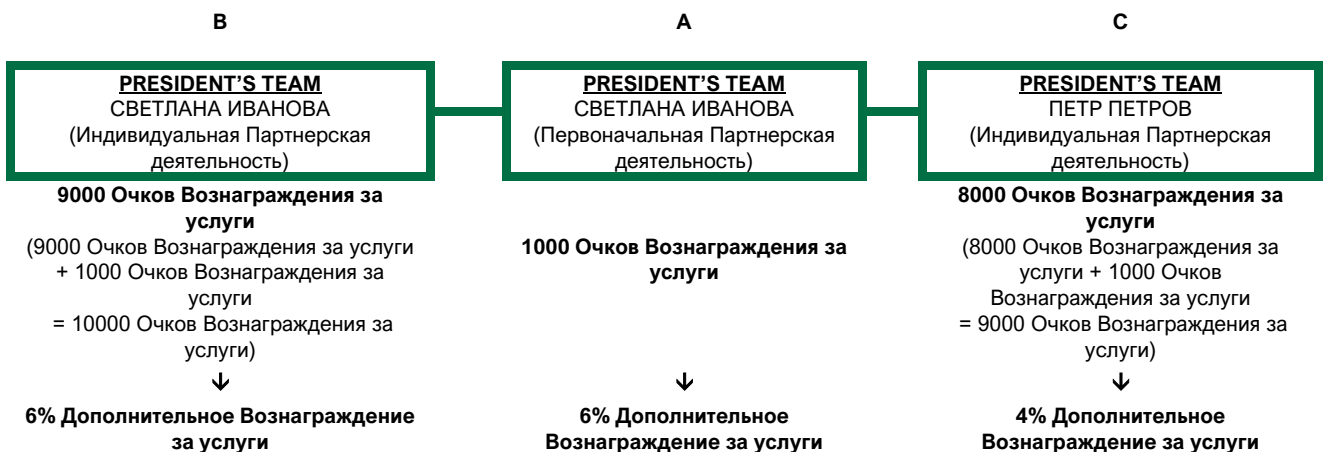 B
PRESIDENT'S TEAM
СВЕТЛАНА ИВАНОВА
(Индивидуальная Партнерская
деятельность)
9000 Очков Вознаграждения за
услуги
(9000 Очков Вознаграждения за услуги
+ 1000 Очков Вознаграждения за
услуги
= 10000 Очков Вознаграждения за
услуги)
↓
6% Дополнительное Вознаграждение
за услуги
A
PRESIDENT'S TEAM
СВЕТЛАНА ИВАНОВА
(Первоначальная Партнерская
деятельность)
1000 Очков Вознаграждения за
услуги
↓
6% Дополнительное
Вознаграждение за услуги
C
PRESIDENT'S TEAM
ПЕТР ПЕТРОВ
(Индивидуальная Партнерская
деятельность)
8000 Очков Вознаграждения за
услуги
(8000 Очков Вознаграждения за
услуги + 1000 Очков
Вознаграждения за услуги
= 9000 Очков Вознаграждения за
услуги)
↓
4% Дополнительное
Вознаграждение за услуги